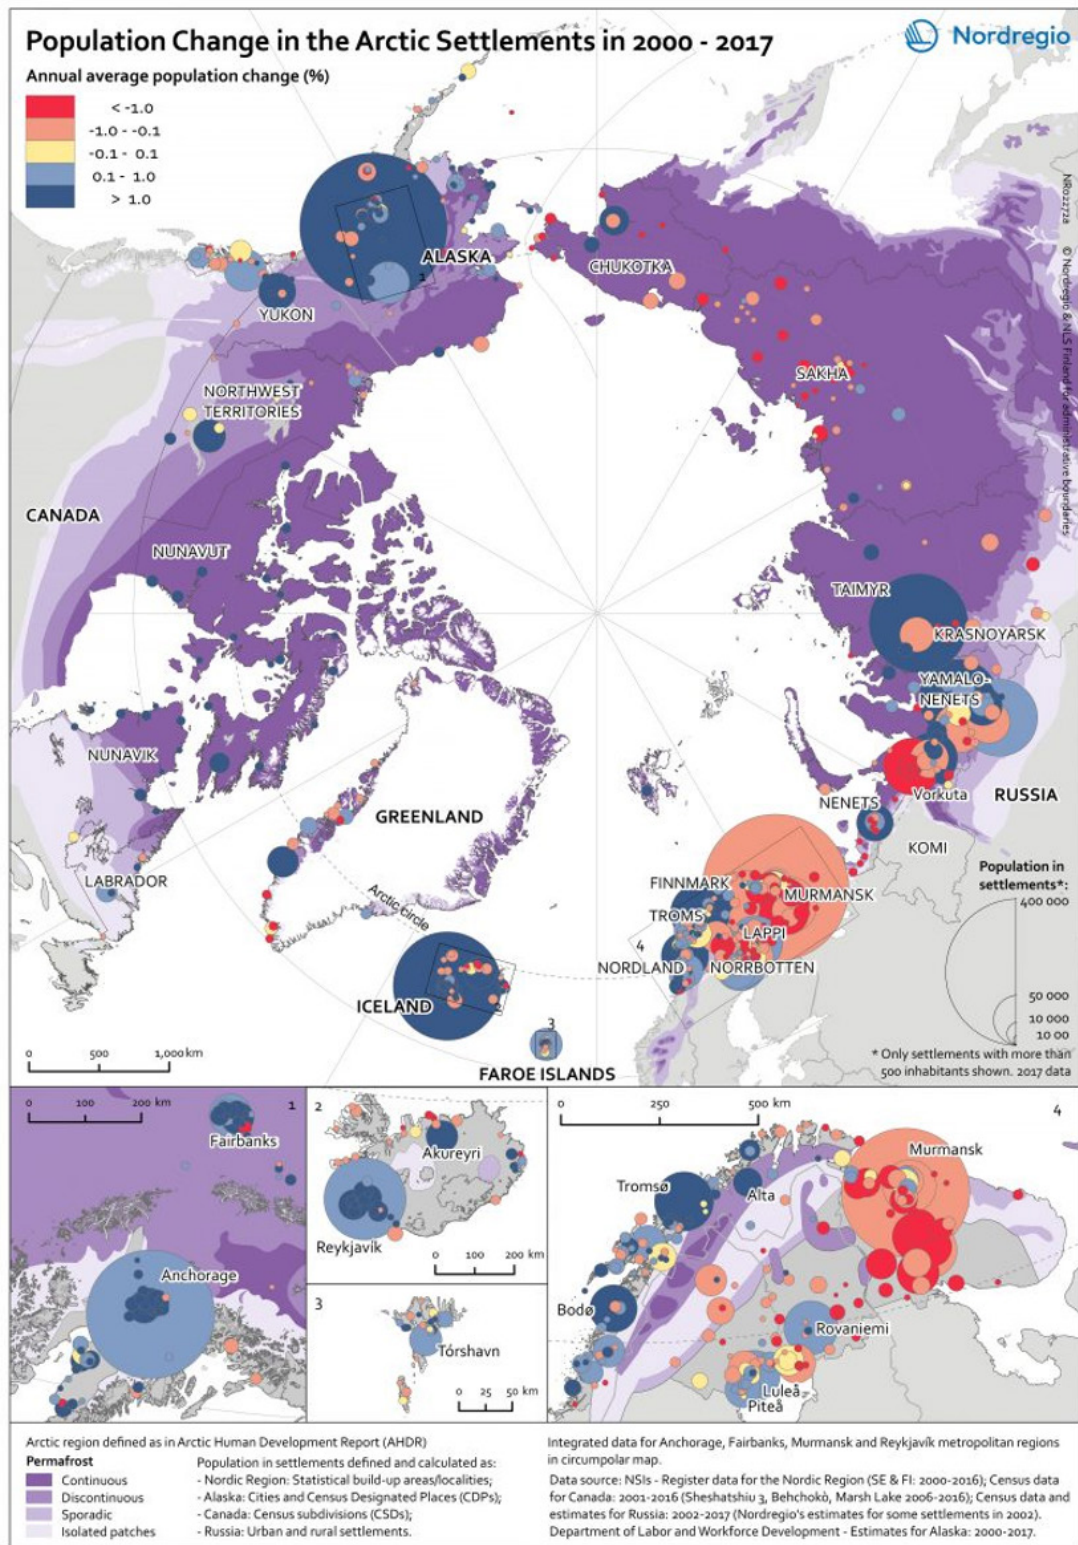 Population Change in the Arctic Settlements in 2000 - 2017
Nordregio
Annual average population change (%)
< -1.0
-1.0 - -0.1
-0.1 - 0.1
0.1 - 1.0
> 1.0
NR02272a © Nordregio & NLS Finland for administrative boundaries
ALASKA
1
CHUKOTKA
YUKON
SAKHA
NORTHWEST
TERRITORIES
CANADA
NUNAVUT
TAIMYR
KRASNOYARSK
YAMALO-
NENETS
NUNAVIK
Vorkuta
RUSSIA
NENETS
GREENLAND
KOMI
LABRADOR
Arctic circle
FINNMARK
MURMANSK
TROMS
LAPPI
4
NORDLAND
NORRBOTTEN
ICELAND
2
3
FAROE ISLANDS
Population in
settlements*:
400 000
50 000
10 000
10 00
* Only settlements with more than
500 inhabitants shown. 2017 data
0 500 1,000 km
0 100 200 km
1
Fairbanks
Anchorage
2
Akureyri
Reykjavík
0 100 200 km
3
Tórshavn
0 25 50 km
0 250 500 km
4
Murmansk
Tromsø
Alta
Bodø
Rovaniemi
Luleå
Piteå
Arctic region defined as in Arctic Human Development Report (AHDR)
Permafrost
Continuous
Discontinuous
Sporadic
Isolated patches
Population in settlements defined and calculated as:
- Nordic Region: Statistical build-up areas/localities;
- Alaska: Cities and Census Designated Places (CDPs);
- Canada: Census subdivisions (CSDs);
- Russia: Urban and rural settlements.
Integrated data for Anchorage, Fairbanks, Murmansk and Reykjavík metropolitan regions
in circumpolar map.
Data source: NSIs - Register data for the Nordic Region (SE & FI: 2000-2016); Census data
for Canada: 2001-2016 (Sheshatshiu 3, Behchokò, Marsh Lake 2006-2016); Census data and
estimates for Russia: 2002-2017 (Nordregio's estimates for some settlements in 2002).
Department of Labor and Workforce Development - Estimates for Alaska: 2000-2017.